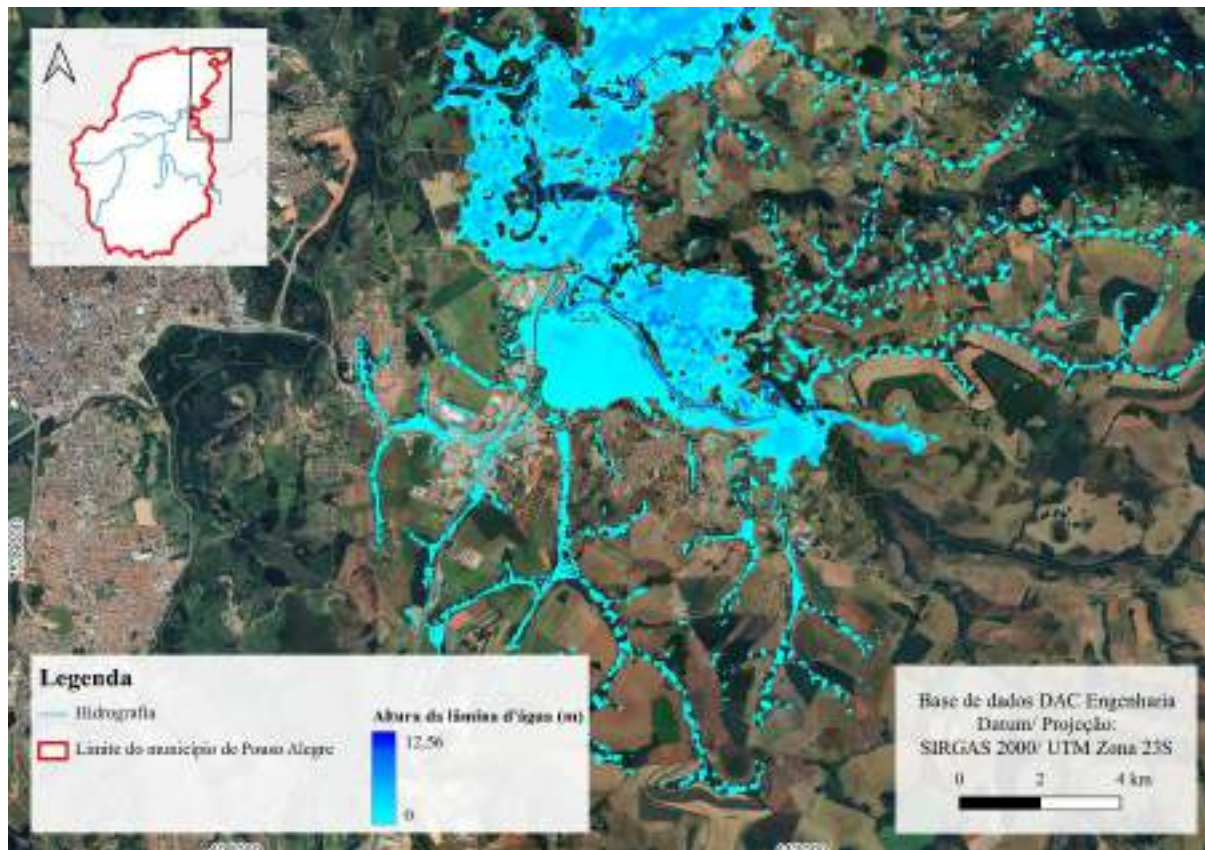 Legenda
Hidrografia
Limite do município de Pouso Alegre
Altura da lâmina d'água (m)
12,56
0
Base de dados DAC Engenharia
Datum/ Projeção:
SIRGAS 2000/ UTM Zona 23S
0 2 4 km